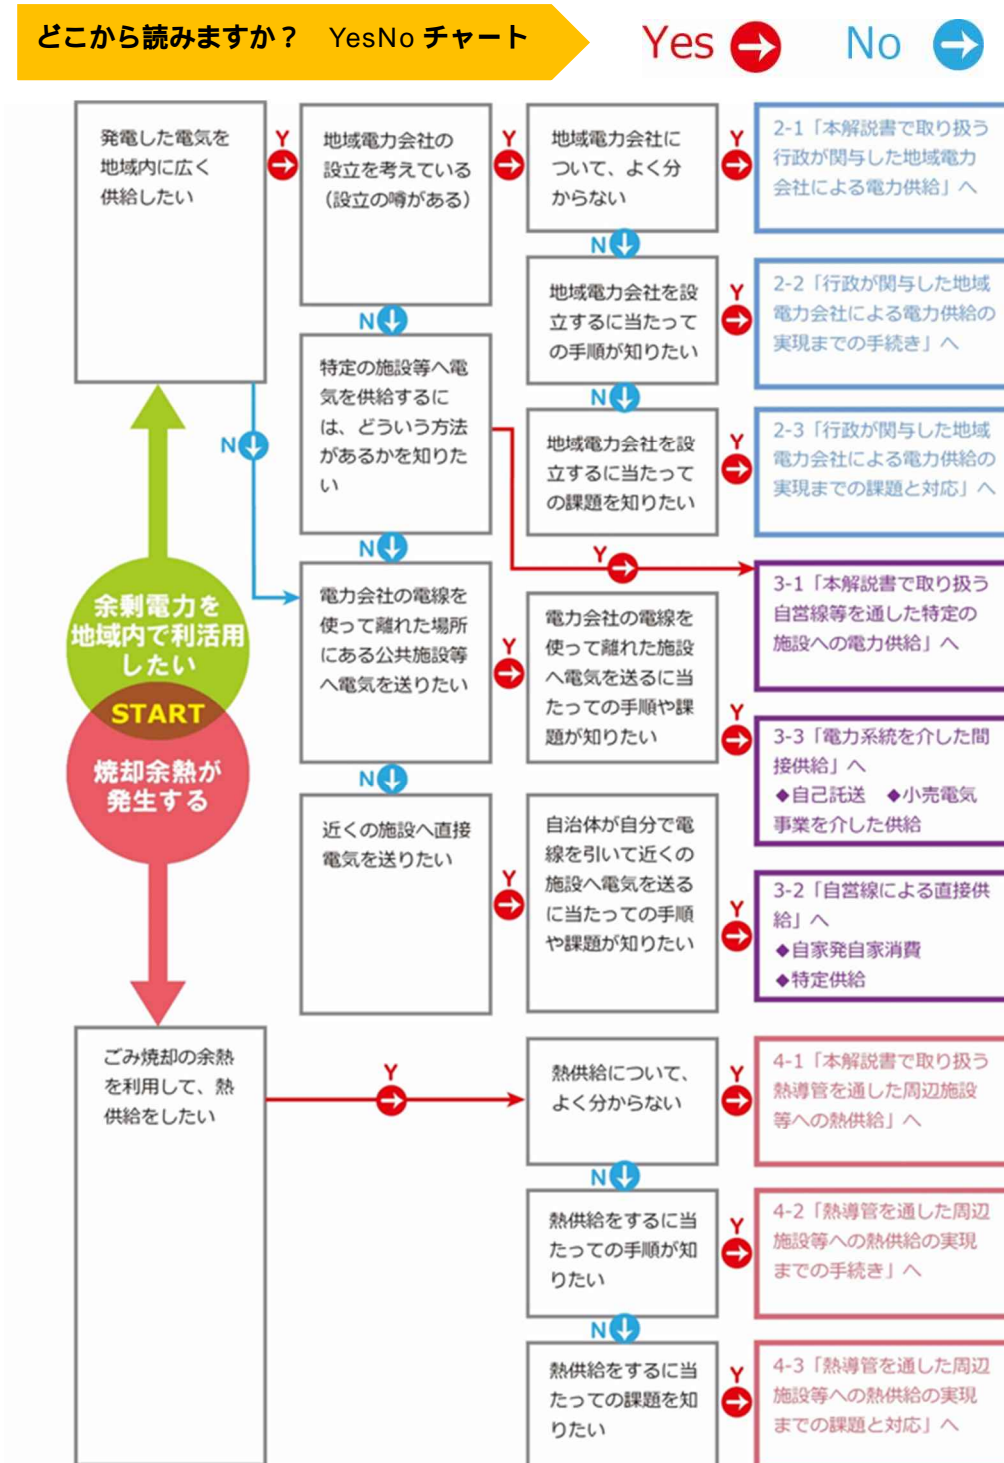 どこから読みますか？　YesNo チャート
Yes
No
発電した電気を
地域内に広く
供給したい
Y
地域電力会社の
設立を考えている
（設立の噂がある）
Y
地域電力会社に
ついて、よく分
からない
Y
2-1「本解説書で取り扱う
行政が関与した地域電力
会社による電力供給」へ
N
地域電力会社を設
立するに当たって
の手順が知りたい
Y
2-2「行政が関与した地域
電力会社による電力供給の
実現までの手続き」へ
N
地域電力会社を設
立するに当たって
の課題を知りたい
Y
2-3「行政が関与した地域
電力会社による電力供給の
実現までの課題と対応」へ
N
特定の施設等へ電
気を供給するに
は、どういう方法
があるかを知りた
い
Y
3-1「本解説書で取り扱う
自営線等を通した特定の
施設への電力供給」へ
N
N
電力会社の電線を
使って離れた場所
にある公共施設等
へ電気を送りたい
Y
電力会社の電線を
使って離れた施設
へ電気を送るに当
たっての手順や課
題が知りたい
Y
3-3「電力系統を介した間
接供給」へ
◆自己託送　◆小売電気
事業を介した供給
N
近くの施設へ直接
電気を送りたい
Y
自治体が自分で電
線を引いて近くの
施設へ電気を送る
に当たっての手順
や課題が知りたい
Y
3-2「自営線による直接供
給」へ
◆自家発自家消費
◆特定供給
余剰電力を
地域内で利活用
したい
START
焼却余熱が
発生する
ごみ焼却の余熱
を利用して、熱
供給をしたい
Y
熱供給について、
よく分からない
Y
4-1「本解説書で取り扱う
熱導管を通した周辺施設
等への熱供給」へ
N
熱供給をするに当
たっての手順が知
りたい
Y
4-2「熱導管を通した周辺
施設等への熱供給の実現
までの手続き」へ
N
熱供給をするに当
たっての課題を知
りたい
Y
4-3「熱導管を通した周辺
施設等への熱供給の実現
までの課題と対応」へ